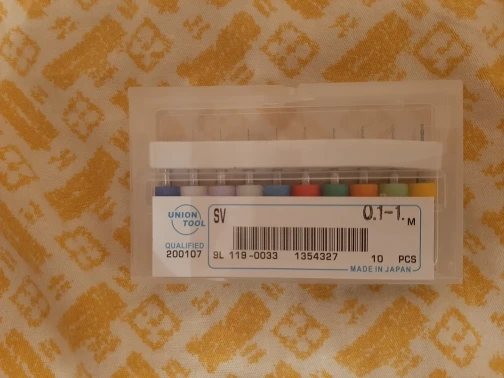 UNION TOOL
SV
0.1-1. M
QUALIFIED
200107
SL 119-0033 1354327
10 PCS
MADE IN JAPAN